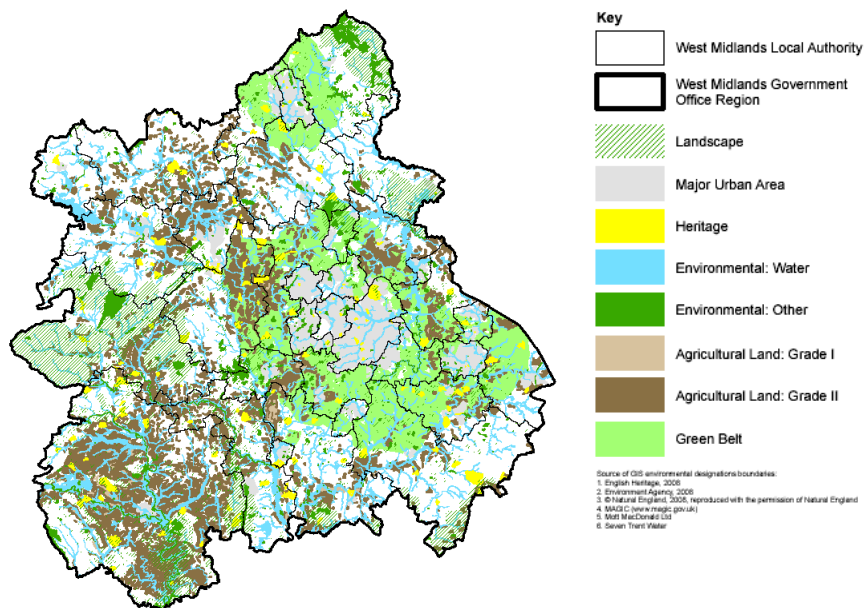 Key
West Midlands Local Authority
West Midlands Government
Office Region
Landscape
Major Urban Area
Heritage
Environmental: Water
Environmental: Other
Agricultural Land: Grade I
Agricultural Land: Grade II
Green Belt
Source of GIS environmental designations boundaries:
1. English Heritage, 2008
2. Environment Agency, 2008
3. © Natural England, 2008, reproduced with the permission of Natural England
4. MAGIC (www.magic.gov.uk)
5. Mott MacDonald Ltd
6. Seven Trent Water